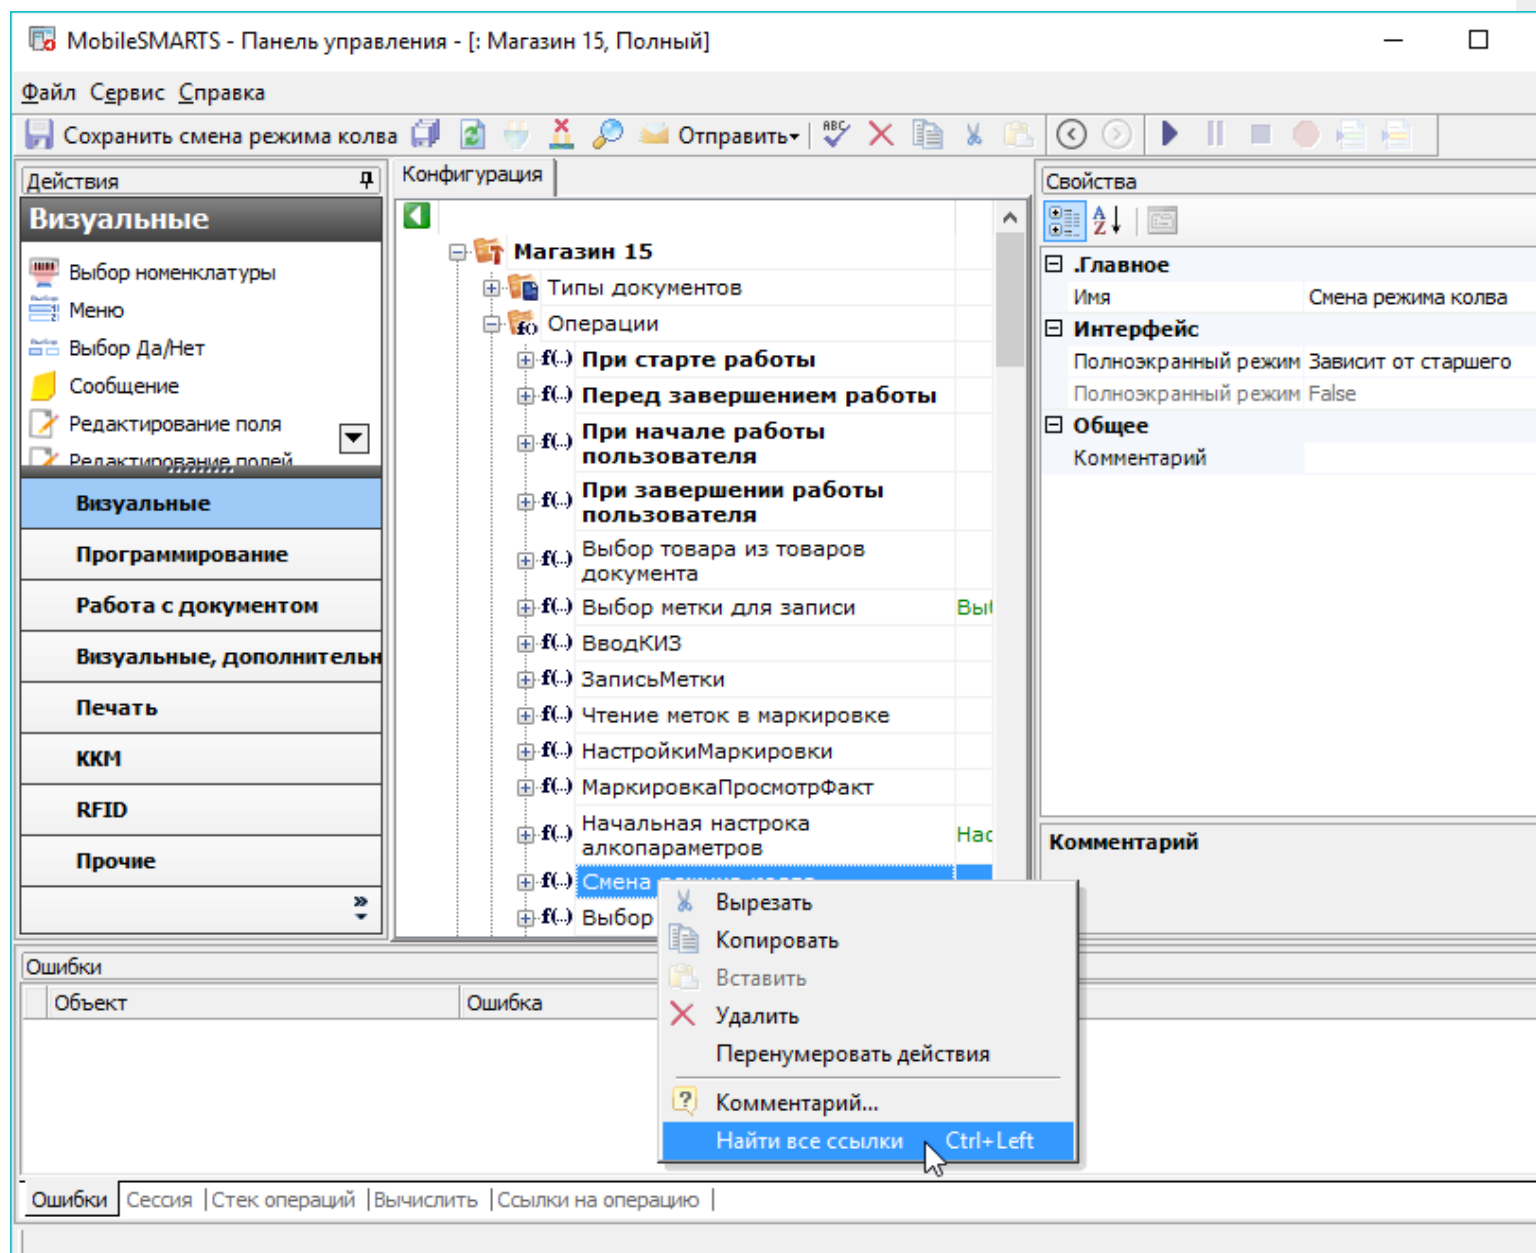 MobileSMARTS - Панель управления - [: Магазин 15, Полный]
Файл Сервис Справка
Сохранить смена режима колва Отправить ABC
Действия
Визуальные
Выбор номенклатуры
Меню
Выбор Да/Нет
Сообщение
Редактирование поля
Редактирование полей
Визуальные
Программирование
Работа с документом
Визуальные, дополнительн
Печать
ККМ
RFID
Прочие
Конфигурация
Магазин 15
Типы документов
f() Операции
f(..) При старте работы
f(..) Перед завершением работы
f(..) При начале работы
пользователя
f(..) При завершении работы
пользователя
f(..) Выбор товара из товаров
документа
f(..) Выбор метки для записи Выб
f(..) ВводКИЗ
f(..) ЗаписьМетки
f(..) Чтение меток в маркировке
f(..) НастройкиМаркировки
f(..) МаркировкаПросмотрФакт
f(..) Начальная настрока
алкопараметров Нас
f(..) Смена
f(..) Выбор
Вырезать
Копировать
Вставить
Удалить
Перенумеровать действия
Комментарий...
Найти все ссылки Ctrl+Left
Свойства
A
Z
.Главное
Имя Смена режима колва
Интерфейс
Полноэкранный режим Зависит от старшего
Полноэкранный режим False
Общее
Комментарий
Комментарий
Ошибки
Объект Ошибка
Ошибки Сессия Стек операций Вычислить Ссылки на операцию